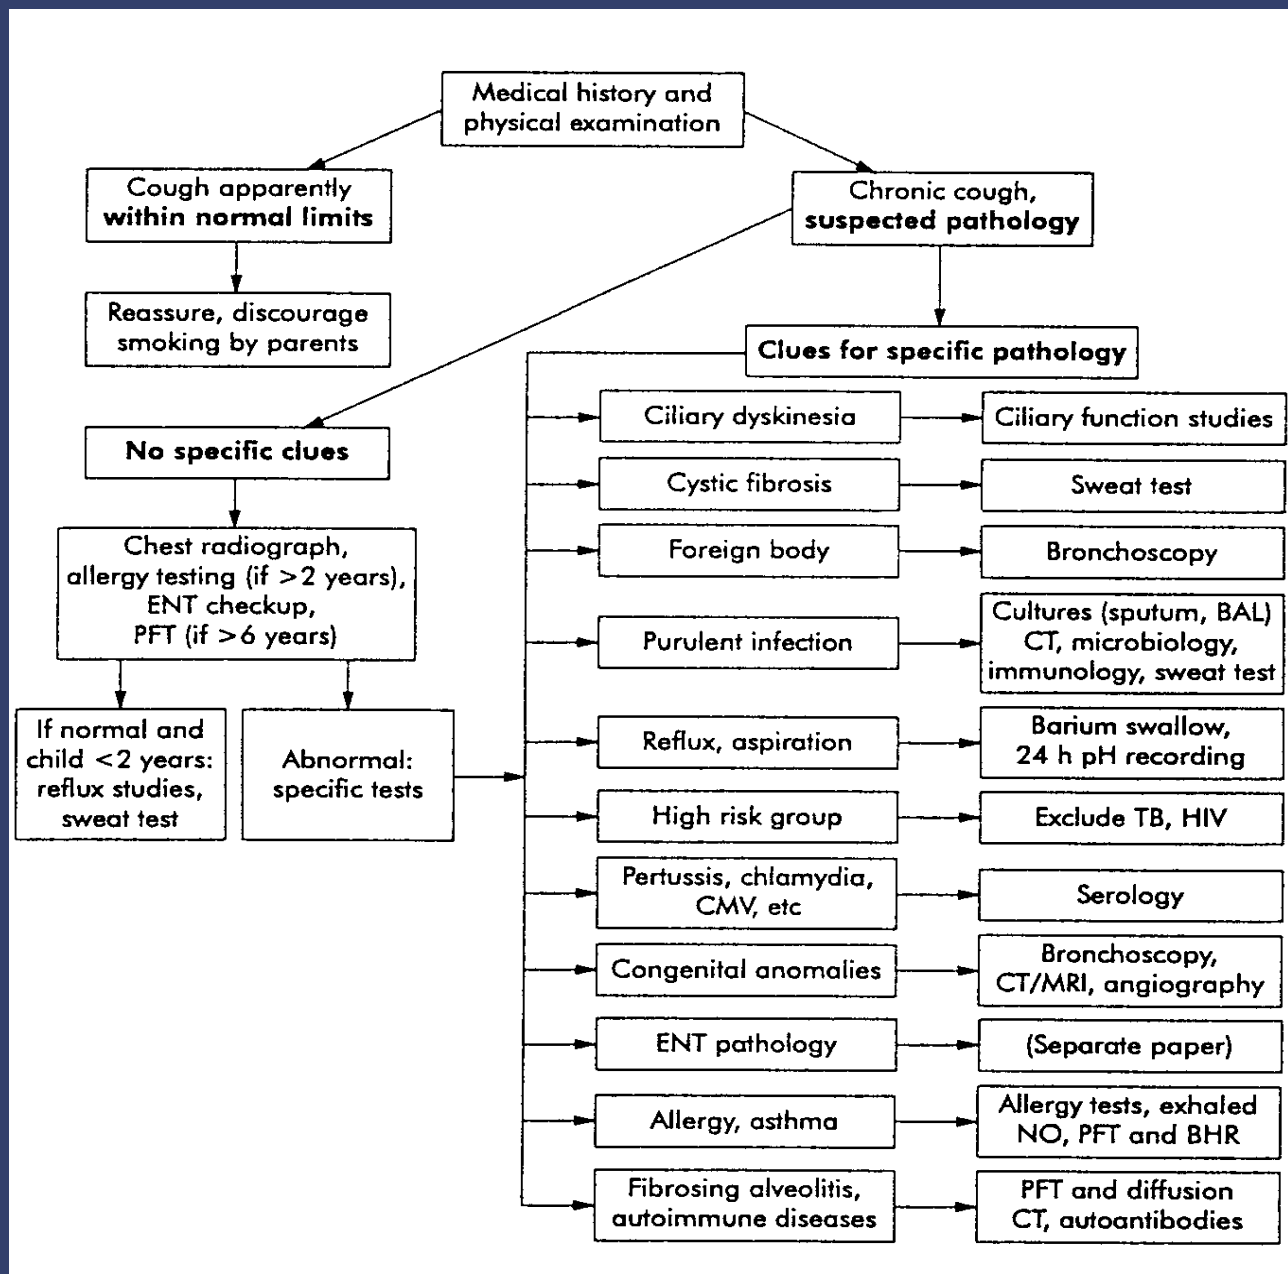 Medical history and
physical examination
Cough apparently
within normal limits
Chronic cough,
suspected pathology
Reassure, discourage
smoking by parents
Clues for specific pathology
No specific clues
Chest radiograph,
allergy testing (if >2 years),
ENT checkup,
PFT (if >6 years)
If normal and
child <2 years:
reflux studies,
sweat test
Abnormal:
specific tests
Ciliary dyskinesia
Ciliary function studies
Cystic fibrosis
Sweat test
Foreign body
Bronchoscopy
Purulent infection
Cultures (sputum, BAL)
CT, microbiology,
immunology, sweat test
Reflux, aspiration
Barium swallow,
24 h pH recording
High risk group
Exclude TB, HIV
Pertussis, chlamydia,
CMV, etc
Serology
Congenital anomalies
Bronchoscopy,
CT/MRI, angiography
ENT pathology
(Separate paper)
Allergy, asthma
Allergy tests, exhaled
NO, PFT and BHR
Fibrosing alveolitis,
autoimmune diseases
PFT and diffusion
CT, autoantibodies